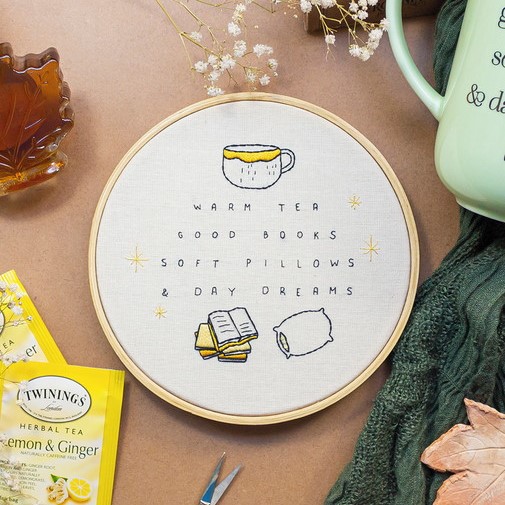 WARM TEA
GOOD BOOKS
SOFT PILLOWS
& DAY DREAMS
TWININGS
London
HERBAL TEA
Lemon & Ginger
NATURALLY CAFFEINE FREE
TEA
so
& da